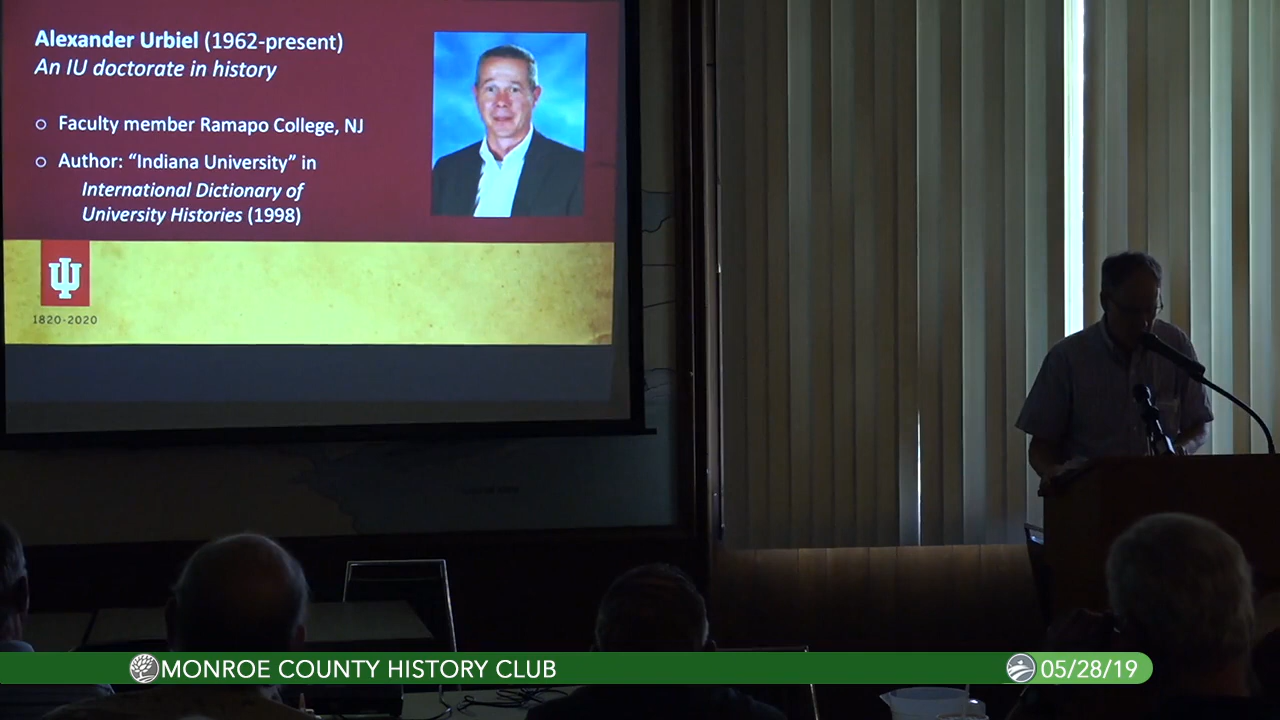 Alexander Urbiel (1962-present)
An IU doctorate in history
○ Faculty member Ramapo College, NJ
○ Author: “Indiana University” in
International Dictionary of
University Histories (1998)
1820-2020
MONROE COUNTY HISTORY CLUB
05/28/19